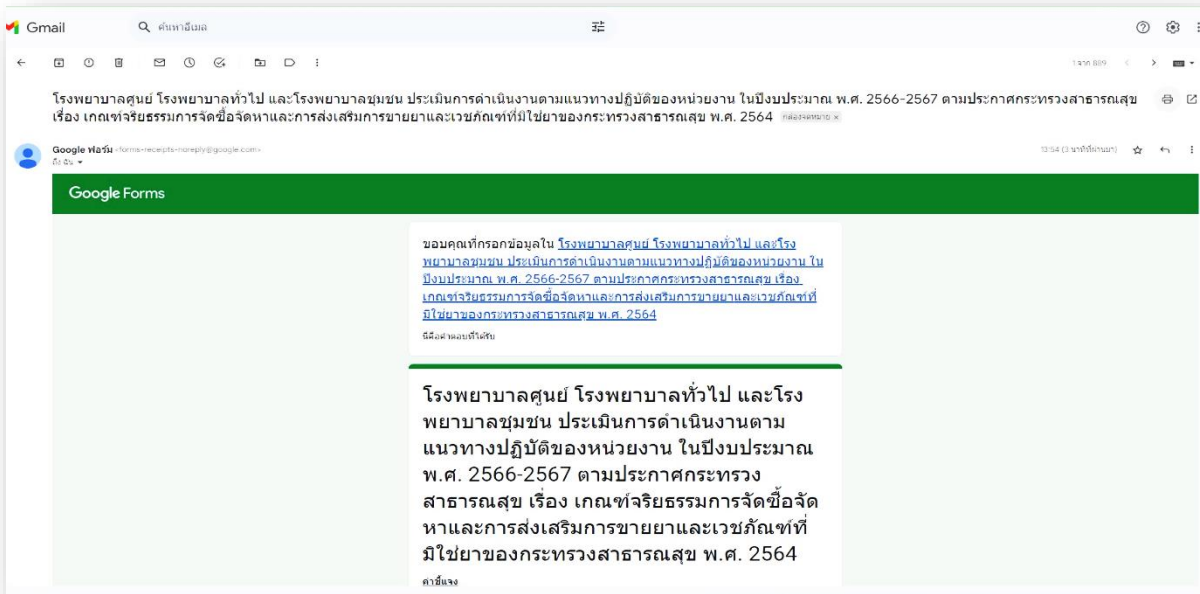 Gmail
ค้นหาอีเมล
1 จาก 889
โรงพยาบาลศูนย์ โรงพยาบาลทั่วไป และโรงพยาบาลชุมชน ประเมินการดำเนินงานตามแนวทางปฏิบัติของหน่วยงาน ในปีงบประมาณ พ.ศ. 2566-2567 ตามประกาศกระทรวงสาธารณสุข
เรื่อง เกณฑ์จริยธรรมการจัดซื้อจัดหาและการส่งเสริมการขายยาและเวชภัณฑ์ที่มิใช่ยาของกระทรวงสาธารณสุข พ.ศ. 2564 กล่องจดหมาย ×
Google ฟอร์ม <forms-receipts-noreply@google.com> 13:54 (3 นาทีที่ผ่านมา)
ถึง ฉัน
Google Forms
ขอบคุณที่กรอกข้อมูลใน โรงพยาบาลศูนย์ โรงพยาบาลทั่วไป และโรง
พยาบาลชุมชน ประเมินการดำเนินงานตามแนวทางปฏิบัติของหน่วยงาน ใน
ปีงบประมาณ พ.ศ. 2566-2567 ตามประกาศกระทรวงสาธารณสุข เรื่อง
เกณฑ์จริยธรรมการจัดซื้อจัดหาและการส่งเสริมการขายยาและเวชภัณฑ์ที่
มิใช่ยาของกระทรวงสาธารณสุข พ.ศ. 2564
นี่คือคำตอบที่ได้รับ
โรงพยาบาลศูนย์ โรงพยาบาลทั่วไป และโรง
พยาบาลชุมชน ประเมินการดำเนินงานตาม
แนวทางปฏิบัติของหน่วยงาน ในปีงบประมาณ
พ.ศ. 2566-2567 ตามประกาศกระทรวง
สาธารณสุข เรื่อง เกณฑ์จริยธรรมการจัดซื้อจัด
หาและการส่งเสริมการขายยาและเวชภัณฑ์ที่
มิใช่ยาของกระทรวงสาธารณสุข พ.ศ. 2564
คำชี้แจง